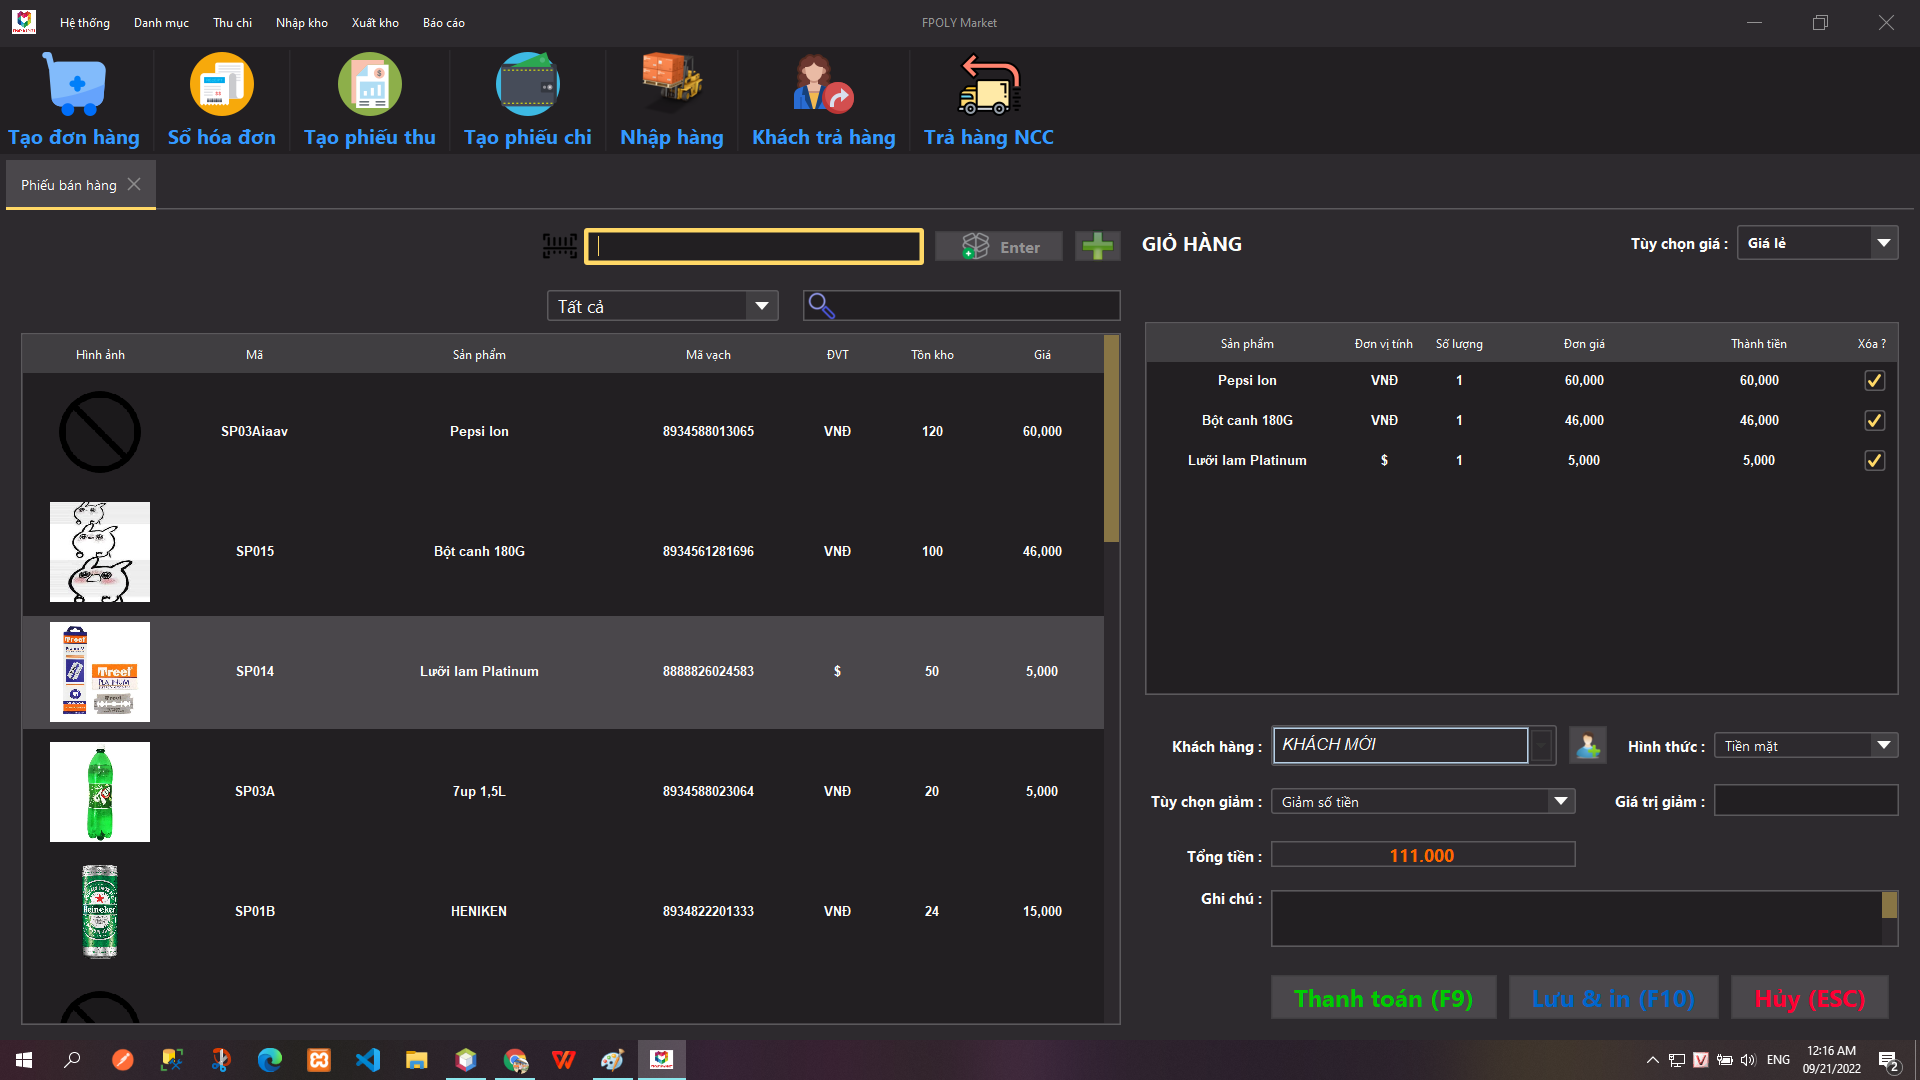 Hệ thống Danh mục Thu chi Nhập kho Xuất kho Báo cáo FPOLY Market
Tạo đơn hàng Sổ hóa đơn Tạo phiếu thu Tạo phiếu chi Nhập hàng Khách trả hàng Trả hàng NCC
Phiếu bán hàng
Enter
GIỎ HÀNG
Tùy chọn giá : Giá lẻ
Tất cả
Hình ảnh Mã Sản phẩm Mã vạch ĐVT Tồn kho Giá
SP03Aiaav Pepsi lon 8934588013065 VNĐ 120 60,000
SP015 Bột canh 180G 8934561281696 VNĐ 100 46,000
SP014 Lưỡi lam Platinum 8888826024583 $ 50 5,000
SP03A 7up 1,5L 8934588023064 VNĐ 20 5,000
Heineken
SP01B HENIKEN 8934822201333 VNĐ 24 15,000
Sản phẩm Đơn vị tính Số lượng Đơn giá Thành tiền Xóa ?
Pepsi lon VNĐ 1 60,000 60,000
Bột canh 180G VNĐ 1 46,000 46,000
Lưỡi lam Platinum $ 1 5,000 5,000
Khách hàng : KHÁCH MỚI Hình thức : Tiền mặt
Tùy chọn giảm : Giảm số tiền Giá trị giảm :
Tổng tiền : 111.000
Ghi chú :
Thanh toán (F9) Lưu & in (F10) Hủy (ESC)
ENG 12:16 AM
09/21/2022
2